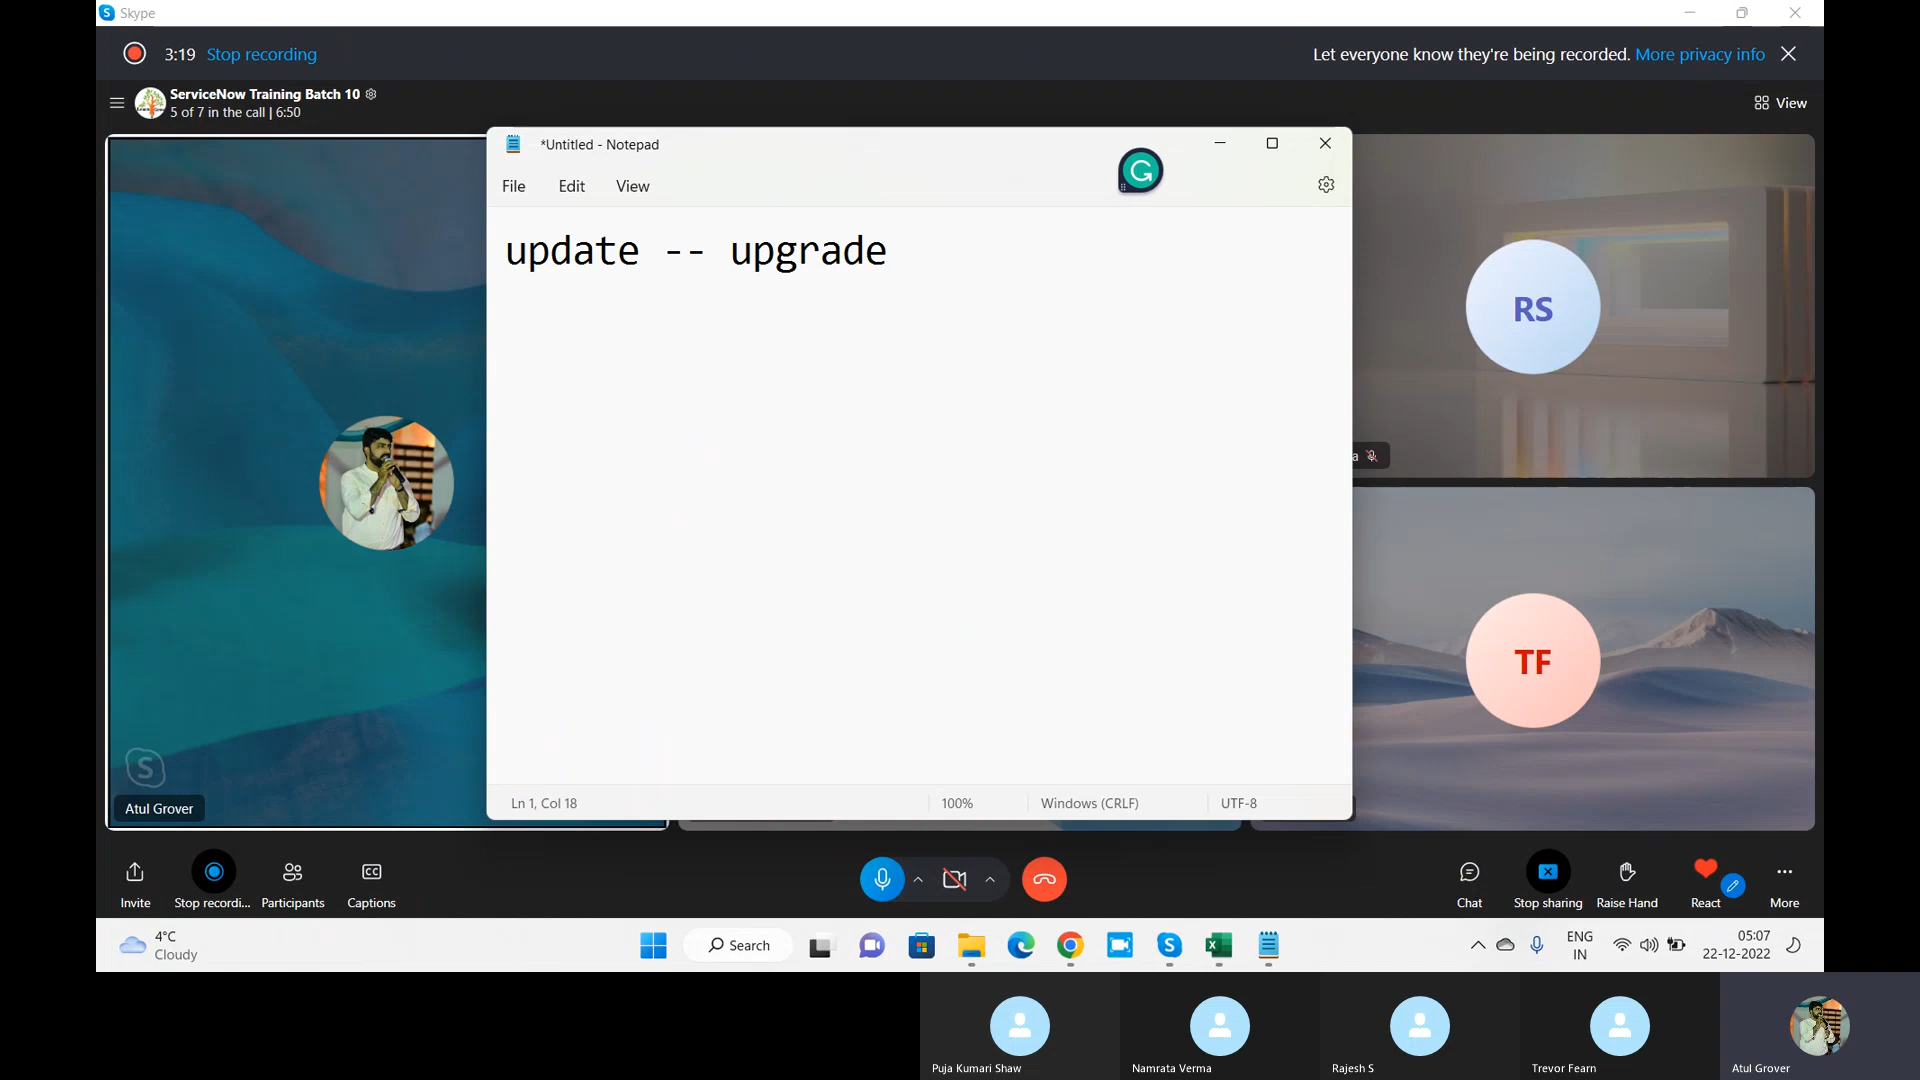 Skype
3:19 Stop recording
Let everyone know they're being recorded. More privacy info
ServiceNow Training Batch 10
5 of 7 in the call | 6:50
View
*Untitled - Notepad
G
File Edit View
update -- upgrade
RS
a
TF
S
Atul Grover
Ln 1, Col 18 100% Windows (CRLF) UTF-8
Invite Stop recordi... Participants Captions
CC
Chat Stop sharing Raise Hand React More
4°C
Cloudy
Search
ENG
IN
05:07
22-12-2022
Puja Kumari Shaw Namrata Verma Rajesh S Trevor Fearn Atul Grover